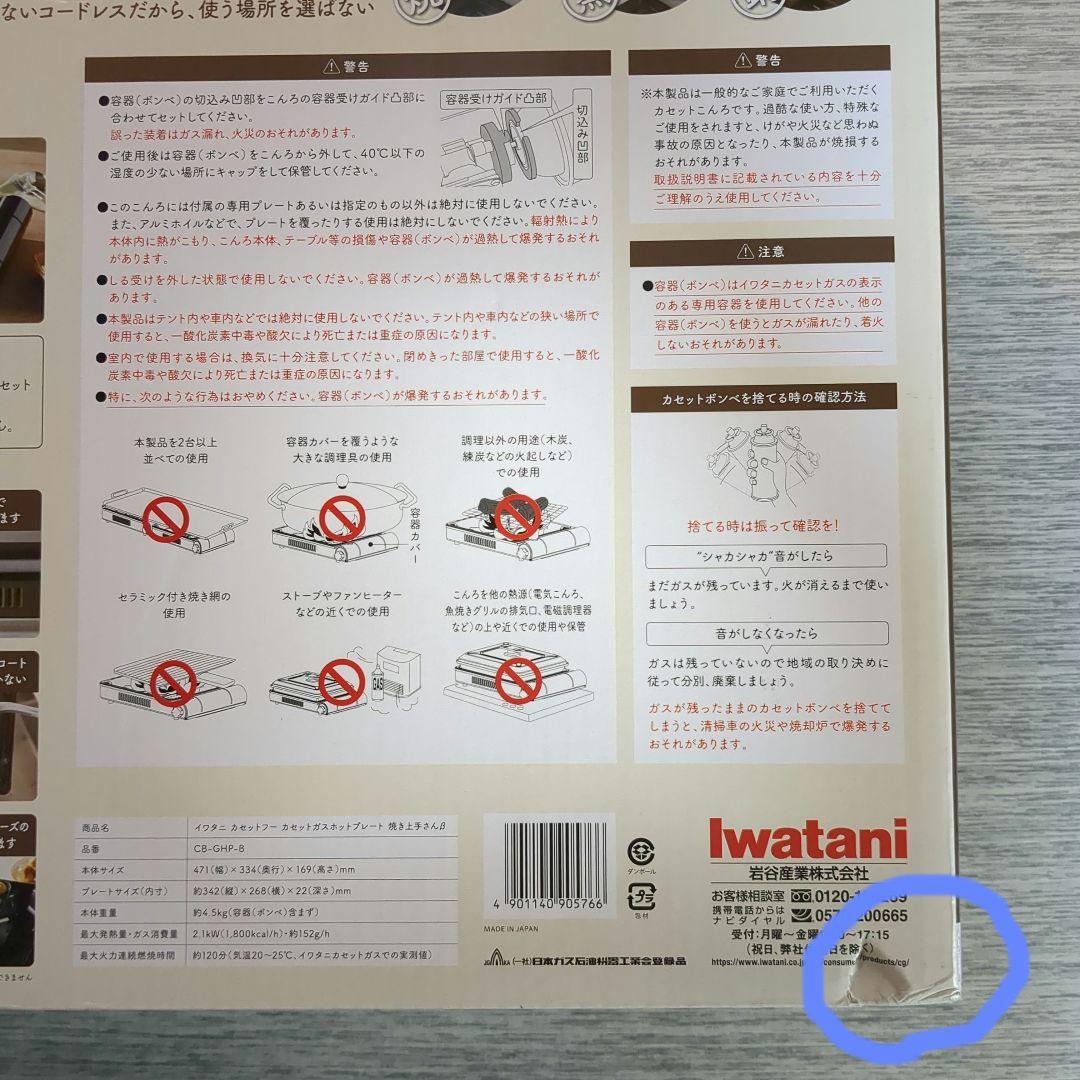 ないコードレスだから、使う場所を選ばない
⚠警告
●容器(ボンベ)の切込み凹部をこんろの容器受けガイド凸部に
合わせてセットしてください。
誤った装着はガス漏れ、火災のおそれがあります。
●ご使用後は容器(ボンベ)をこんろから外して、40℃以下の
湿度の少ない場所にキャップをして保管してください。
容器受けガイド凸部
切込み凹部
●このこんろには付属の専用プレートあるいは指定のもの以外は絶対に使用しないでください。
また、アルミホイルなどで、プレートを覆ったりする使用は絶対にしないでください。輻射熱により
本体内に熱がこもり、こんろ本体、テーブル等の損傷や容器(ボンベ)が過熱して爆発するおそれ
があります。
●しる受けを外した状態で使用しないでください。容器(ボンベ)が過熱して爆発するおそれが
あります。
●本製品はテント内や車内などでは絶対に使用しないでください。テント内や車内などの狭い場所で
使用すると、一酸化炭素中毒や酸欠により死亡または重症の原因になります。
●室内で使用する場合は、換気に十分注意してください。閉めきった部屋で使用すると、一酸化
炭素中毒や酸欠により死亡または重症の原因になります。
●特に、次のような行為はおやめください。容器(ボンベ)が爆発するおそれがあります。
本製品を2台以上
並べての使用
容器カバーを覆うような
大きな調理具の使用
容器カバー
調理以外の用途(木炭、
練炭などの火起しなど)
での使用
セラミック付き焼き網の
使用
ストーブやファンヒーター
などの近くでの使用
GAS
こんろを他の熱源(電気こんろ、
魚焼きグリルの排気口、電磁調理器
など)の上や近くでの使用や保管
⚠警告
※本製品は一般的なご家庭でご利用いただく
カセットこんろです。過酷な使い方、特殊な
ご使用をされますと、けがや火災など思わぬ
事故の原因となったり、本製品が焼損する
おそれがあります。
取扱説明書に記載されている内容を十分
ご理解のうえ使用してください。
⚠注意
●容器(ボンベ)はイワタニカセットガスの表示
のある専用容器を使用してください。他の
容器(ボンベ)を使うとガスが漏れたり、着火
しないおそれがあります。
カセットボンベを捨てる時の確認方法
捨てる時は振って確認を!
"シャカシャカ"音がしたら
まだガスが残っています。火が消えるまで使い
ましょう。
音がしなくなったら
ガスは残っていないので地域の取り決めに
従って分別、廃棄しましょう。
ガスが残ったままのカセットボンベを捨てて
しまうと、清掃車の火災や焼却炉で爆発する
おそれがあります。
セット
ん。
で
ます
コート
かない
ーズの
ます
できません
商品名 イワタニ カセットフー カセットガスホットプレート 焼き上手さんβ
品番 CB-GHP-B
本体サイズ 471(幅)×334(奥行)×169(高さ)mm
プレートサイズ(内寸) 約342(縦)×268(横)×22(深さ)mm
本体重量 約4.5kg(容器(ボンベ)含まず)
最大発熱量・ガス消費量 2.1kW(1,800kcal/h)・約152g/h
最大火力連続燃焼時間 約120分(気温20~25℃、イワタニカセットガスでの実測値)
4 901140 905766
MADE IN JAPAN
ダンボール
プラ
包材
JGKA (一社)日本ガス石油機器工業会登録品
Iwatani
岩谷産業株式会社
お客様相談室 0120-
携帯電話からは
ナビダイヤル 057 200665
受付:月曜~金曜 ~17:15
(祝日、弊社 日を除く)
https://www.iwatani.co.jp consum /products/cg/